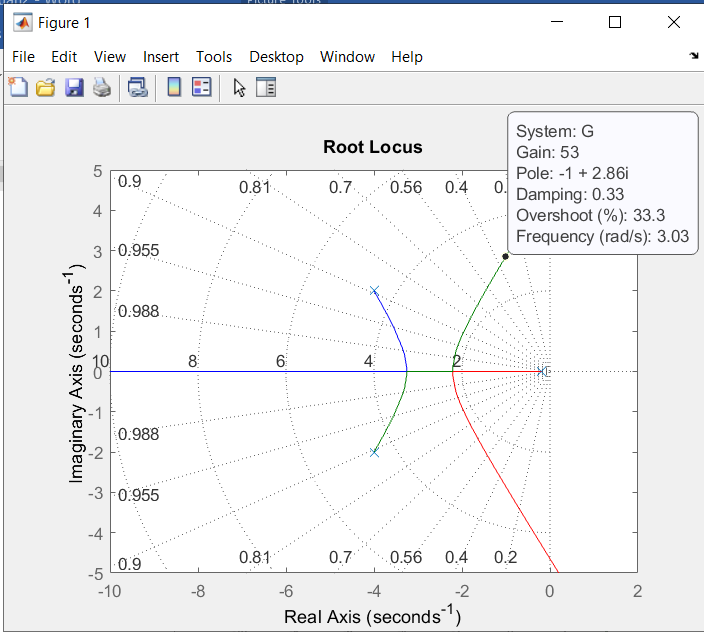 Picture Tools
Figure 1
File Edit View Insert Tools Desktop Window Help
Root Locus
System: G
Gain: 53
Pole: -1 + 2.86i
Damping: 0.33
Overshoot (%): 33.3
Frequency (rad/s): 3.03
5
4
3
2
1
0
-1
-2
-3
-4
-5
0.9 0.81 0.7 0.56 0.4 0.
0.955
0.988
10 8 6 4 2
0.988
0.955
0.9 0.81 0.7 0.56 0.4 0.2
-10 -8 -6 -4 -2 0 2
Imaginary Axis (seconds⁻¹)
Real Axis (seconds⁻¹)